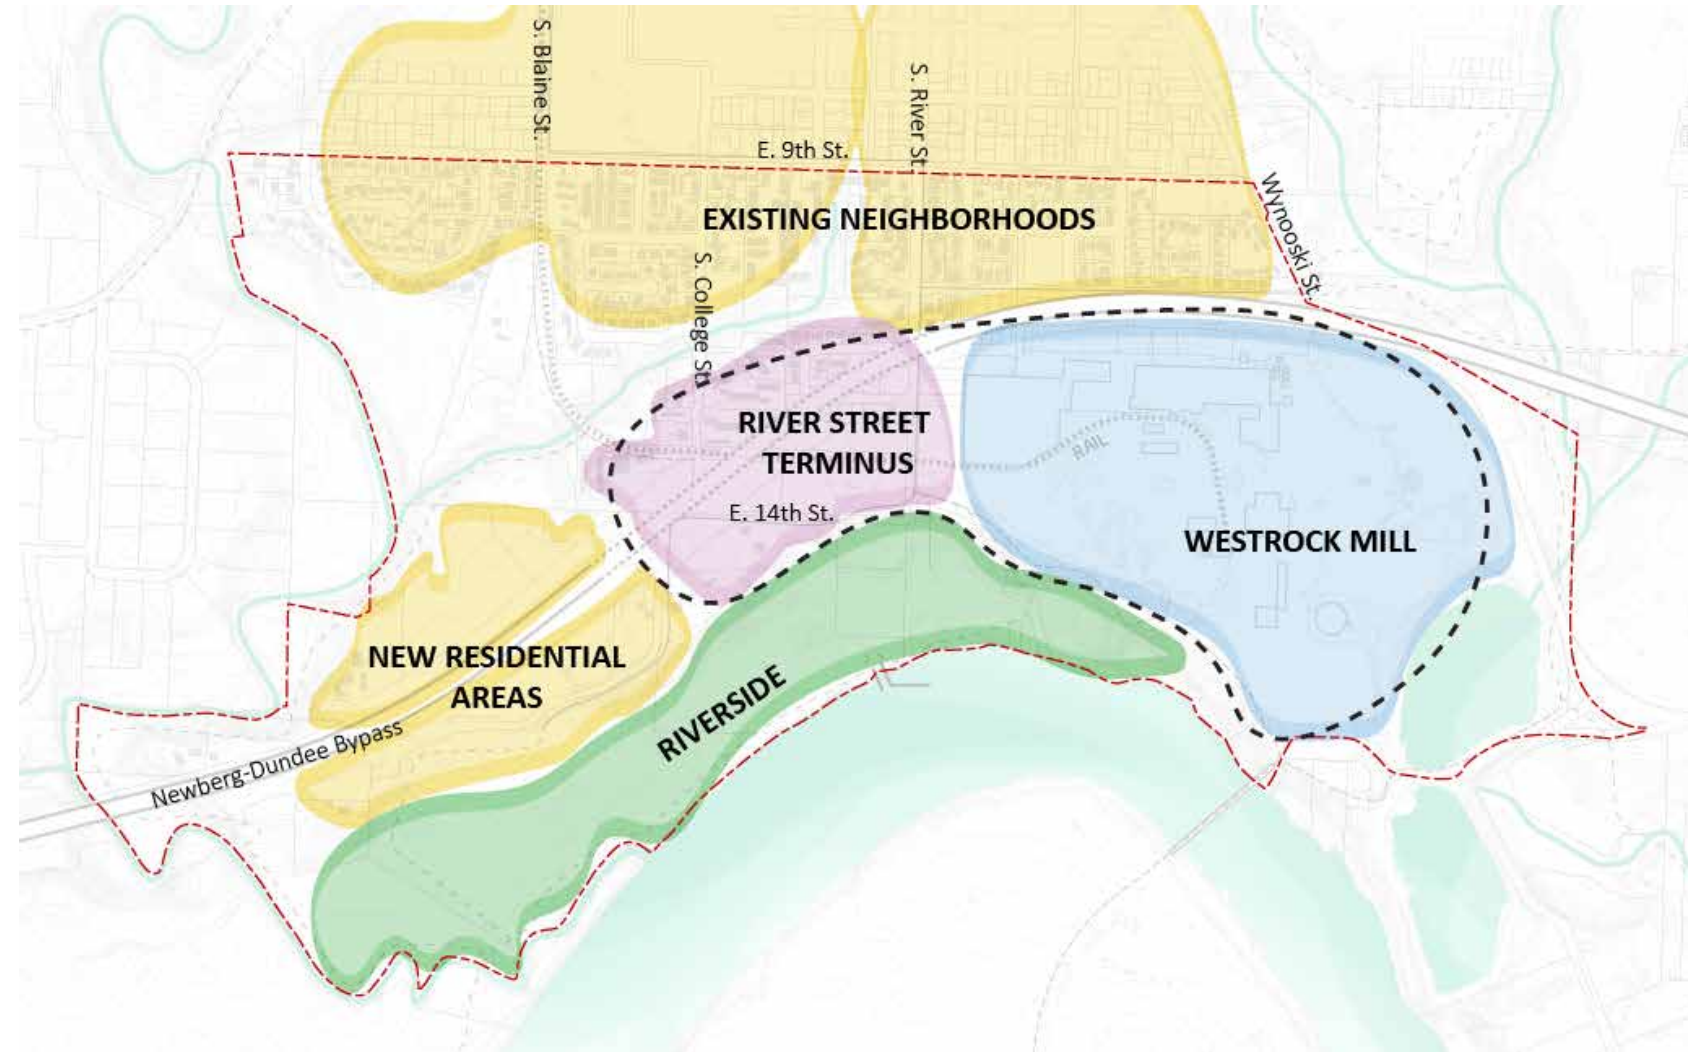 S. Blaine St.
S. River St.
E. 9th St.
Wynooski St.
EXISTING NEIGHBORHOODS
S. College St.
RIVER STREET
TERMINUS
RAIL
E. 14th St.
WESTROCK MILL
NEW RESIDENTIAL
AREAS
RIVERSIDE
Newberg-Dundee Bypass